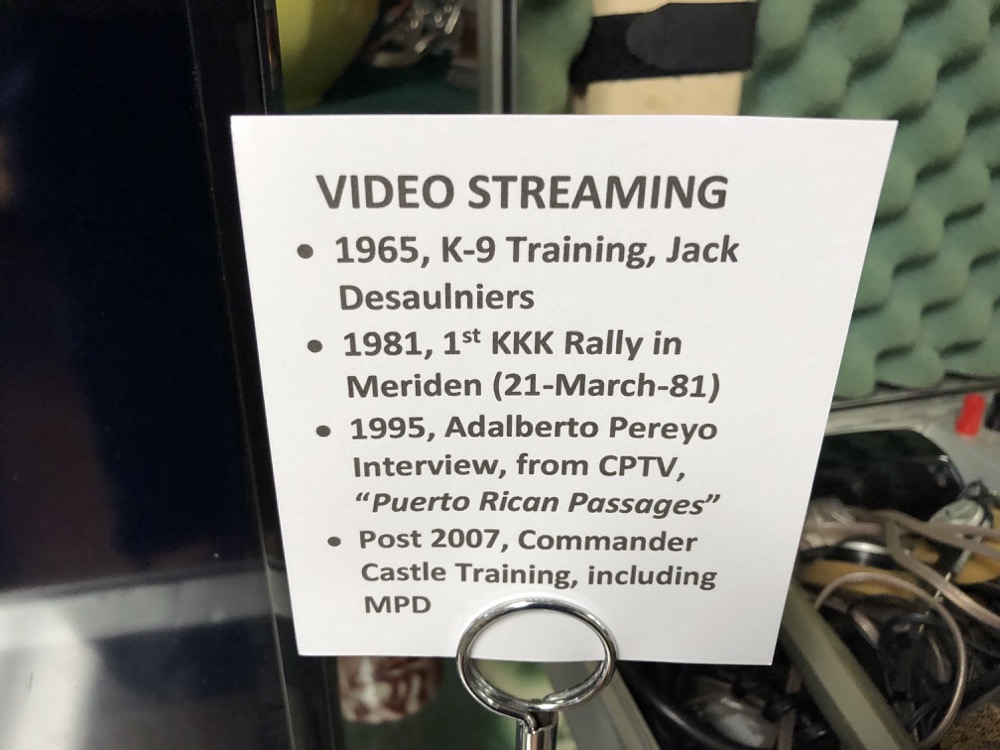 VIDEO STREAMING
• 1965, K-9 Training, Jack
Desaulniers
• 1981, 1st KKK Rally in
Meriden (21-March-81)
• 1995, Adalberto Pereyo
Interview, from CPTV,
“Puerto Rican Passages”
• Post 2007, Commander
Castle Training, including
MPD